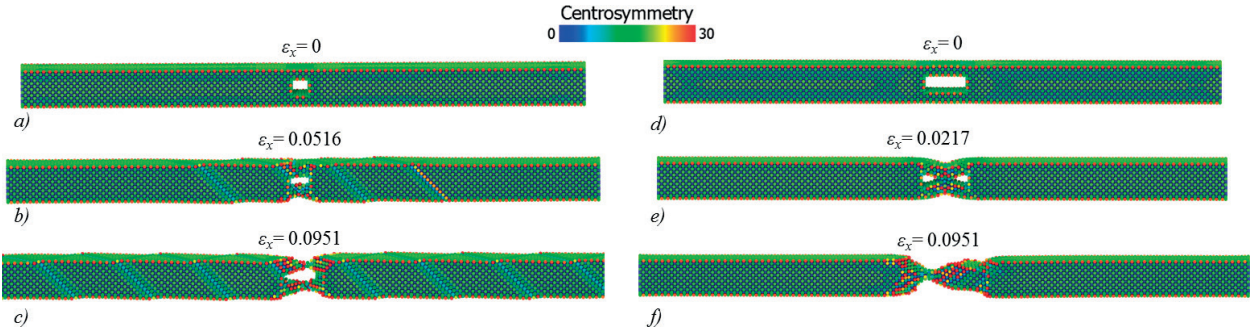 Centrosymmetry
0 30
εₓ= 0
a)
εₓ= 0.0516
b)
εₓ= 0.0951
c)
εₓ= 0
d)
εₓ= 0.0217
e)
εₓ= 0.0951
f)